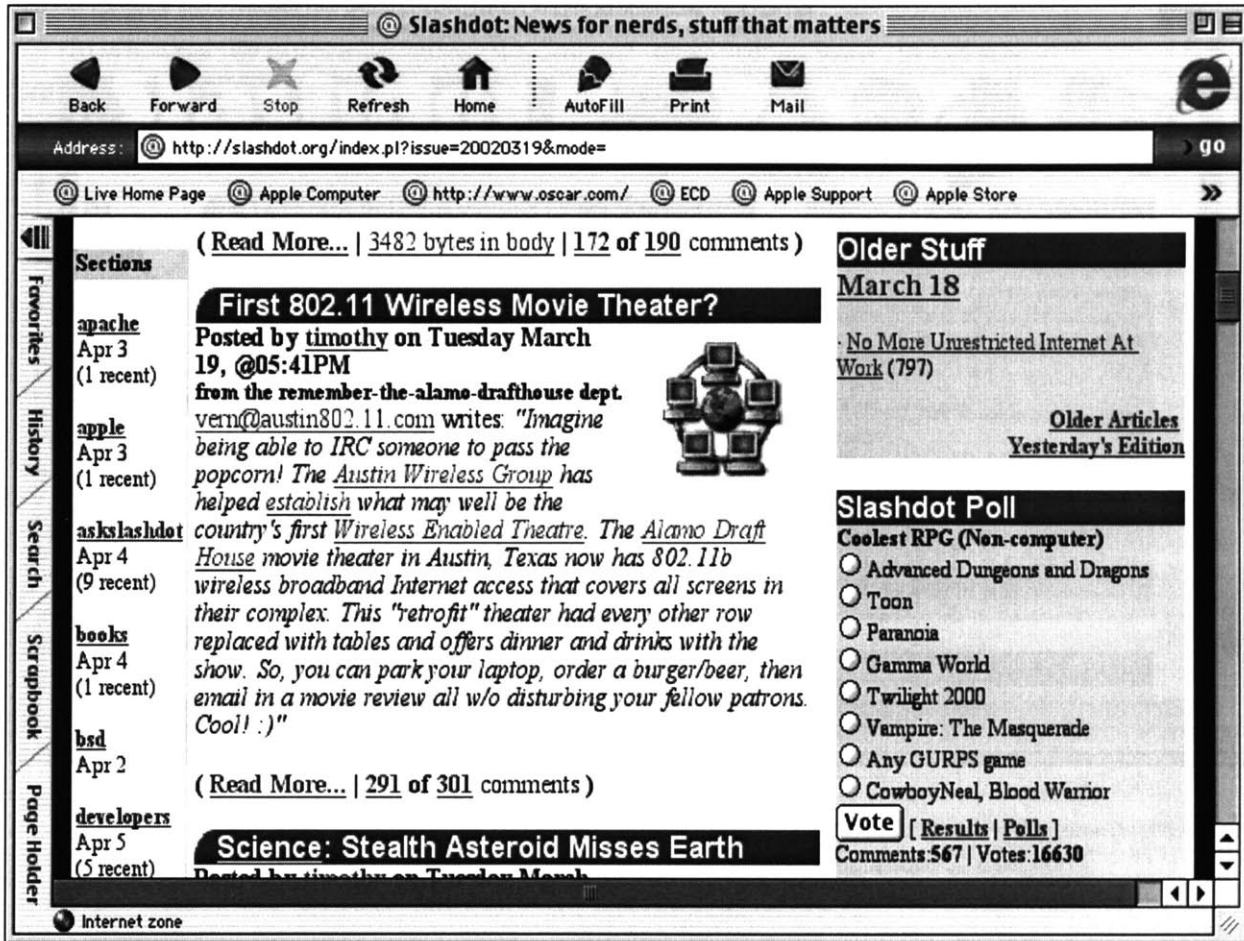 Slashdot: News for nerds, stuff that matters
Back Forward Stop Refresh Home AutoFill Print Mail
Address: http://slashdot.org/index.pl?issue=20020319&mode=
go
Live Home Page Apple Computer http://www.oscar.com/ ECD Apple Support Apple Store »
Favorites
History
Search
Scrapbook
Page Holder
Sections
apache
Apr 3
(1 recent)
apple
Apr 3
(1 recent)
askslashdot
Apr 4
(9 recent)
books
Apr 4
(1 recent)
bsd
Apr 2
developers
Apr 5
(5 recent)
( Read More... | 3482 bytes in body | 172 of 190 comments )
First 802.11 Wireless Movie Theater?
Posted by timothy on Tuesday March
19, @05:41PM
from the remember-the-alamo-drafthouse dept.
vern@austin802.11.com writes: "Imagine
being able to IRC someone to pass the
popcorn! The Austin Wireless Group has
helped establish what may well be the
country's first Wireless Enabled Theatre. The Alamo Draft
House movie theater in Austin, Texas now has 802.11b
wireless broadband Internet access that covers all screens in
their complex. This "retrofit" theater had every other row
replaced with tables and offers dinner and drinks with the
show. So, you can park your laptop, order a burger/beer, then
email in a movie review all w/o disturbing your fellow patrons.
Cool! :)"
( Read More... | 291 of 301 comments )
Science: Stealth Asteroid Misses Earth
Posted by timothy on Tuesday March
Older Stuff
March 18
· No More Unrestricted Internet At
Work (797)
Older Articles
Yesterday's Edition
Slashdot Poll
Coolest RPG (Non-computer)
Advanced Dungeons and Dragons
Toon
Paranoia
Gamma World
Twilight 2000
Vampire: The Masquerade
Any GURPS game
CowboyNeal, Blood Warrior
Vote [ Results | Polls ]
Comments:567 | Votes:16630
Internet zone